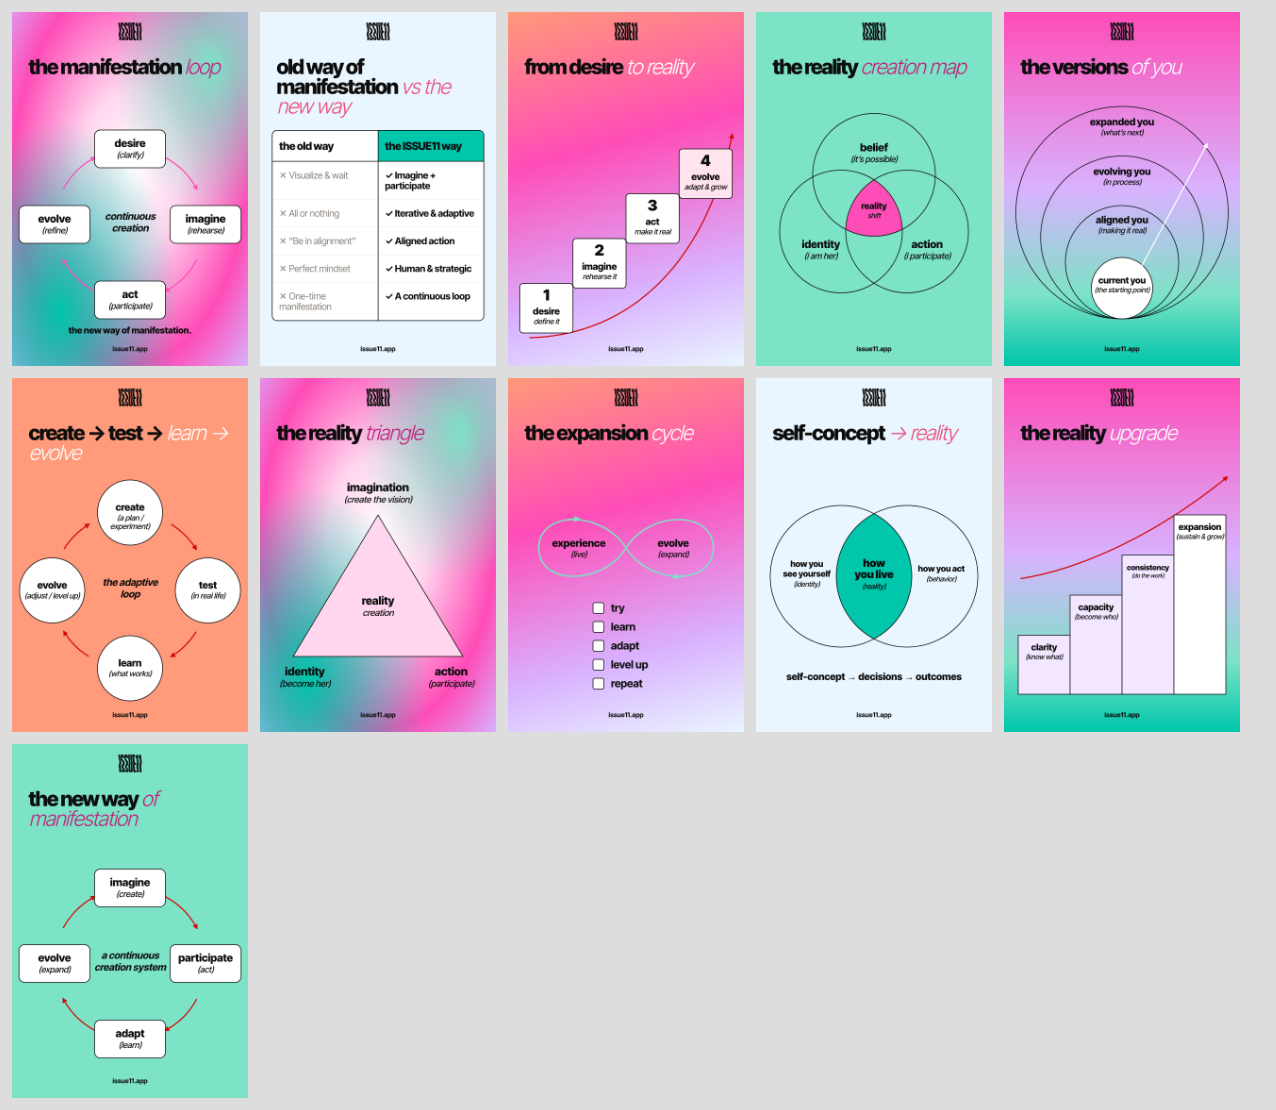 ISSUE11
the manifestation loop
desire
(clarify)
evolve
(refine)
continuous
creation
imagine
(rehearse)
act
(participate)
the new way of manifestation.
issue11.app
ISSUE11
old way of
manifestation vs the
new way
the old way
the ISSUE11 way
✕ Visualize & wait
✓ Imagine +
participate
✕ All or nothing
✓ Iterative & adaptive
✕ "Be in alignment"
✓ Aligned action
✕ Perfect mindset
✓ Human & strategic
✕ One-time
manifestation
✓ A continuous loop
issue11.app
ISSUE11
from desire to reality
4
evolve
adapt & grow
3
act
make it real
2
imagine
rehearse it
1
desire
define it
issue11.app
ISSUE11
the reality creation map
belief
(it's possible)
reality
shift
identity
(i am her)
action
(i participate)
issue11.app
ISSUE11
the versions of you
expanded you
(what's next)
evolving you
(in process)
aligned you
(making it real)
current you
(the starting point)
issue11.app
ISSUE11
create → test → learn →
evolve
create
(a plan /
experiment)
evolve
(adjust / level up)
the adaptive
loop
test
(in real life)
learn
(what works)
issue11.app
ISSUE11
the reality triangle
imagination
(create the vision)
reality
creation
identity
(become her)
action
(participate)
issue11.app
ISSUE11
the expansion cycle
experience
(live)
evolve
(expand)
try
learn
adapt
level up
repeat
issue11.app
ISSUE11
self-concept → reality
how you
see yourself
(identity)
how
you live
(reality)
how you act
(behavior)
self-concept → decisions → outcomes
issue11.app
ISSUE11
the reality upgrade
expansion
(sustain & grow)
consistency
(do the work)
capacity
(become who)
clarity
(know what)
issue11.app
ISSUE11
the new way of
manifestation
imagine
(create)
evolve
(expand)
a continuous
creation system
participate
(act)
adapt
(learn)
issue11.app